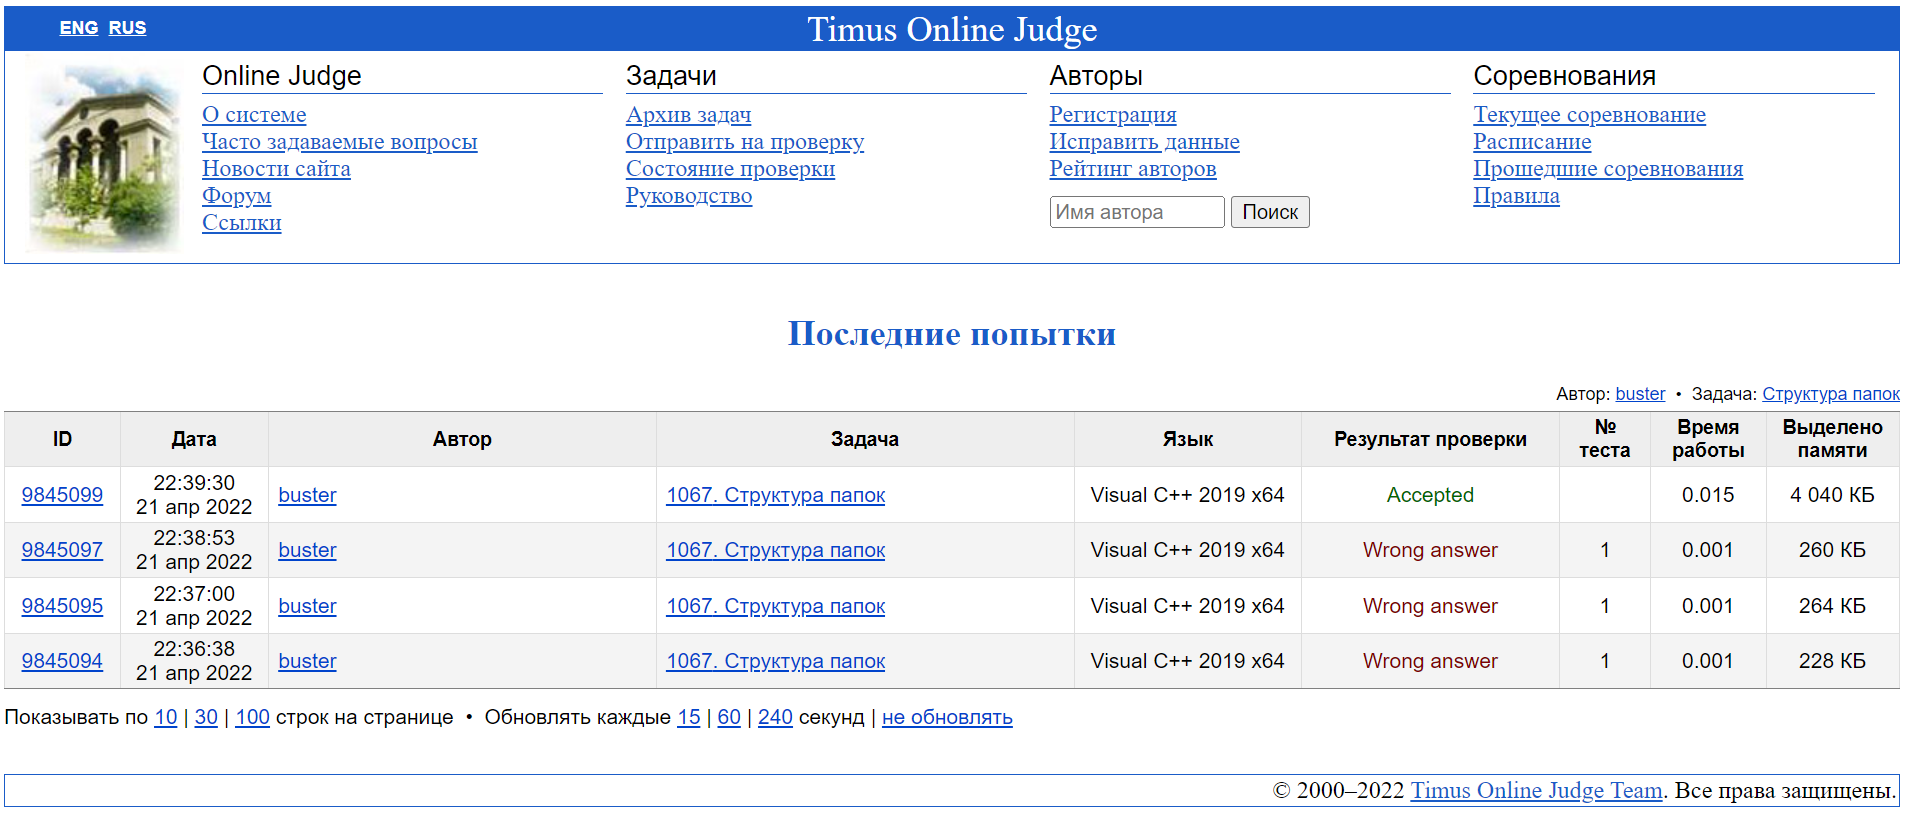 ENG RUS
Timus Online Judge
Online Judge
О системе
Часто задаваемые вопросы
Новости сайта
Форум
Ссылки
Задачи
Архив задач
Отправить на проверку
Состояние проверки
Руководство
Авторы
Регистрация
Исправить данные
Рейтинг авторов
Имя автора Поиск
Соревнования
Текущее соревнование
Расписание
Прошедшие соревнования
Правила
Последние попытки
Автор: buster • Задача: Структура папок
ID Дата Автор Задача Язык Результат проверки № теста Время работы Выделено памяти
9845099 22:39:30 21 апр 2022 buster 1067. Структура папок Visual C++ 2019 x64 Accepted 0.015 4 040 КБ
9845097 22:38:53 21 апр 2022 buster 1067. Структура папок Visual C++ 2019 x64 Wrong answer 1 0.001 260 КБ
9845095 22:37:00 21 апр 2022 buster 1067. Структура папок Visual C++ 2019 x64 Wrong answer 1 0.001 264 КБ
9845094 22:36:38 21 апр 2022 buster 1067. Структура папок Visual C++ 2019 x64 Wrong answer 1 0.001 228 КБ
Показывать по 10 | 30 | 100 строк на странице • Обновлять каждые 15 | 60 | 240 секунд | не обновлять
© 2000–2022 Timus Online Judge Team. Все права защищены.